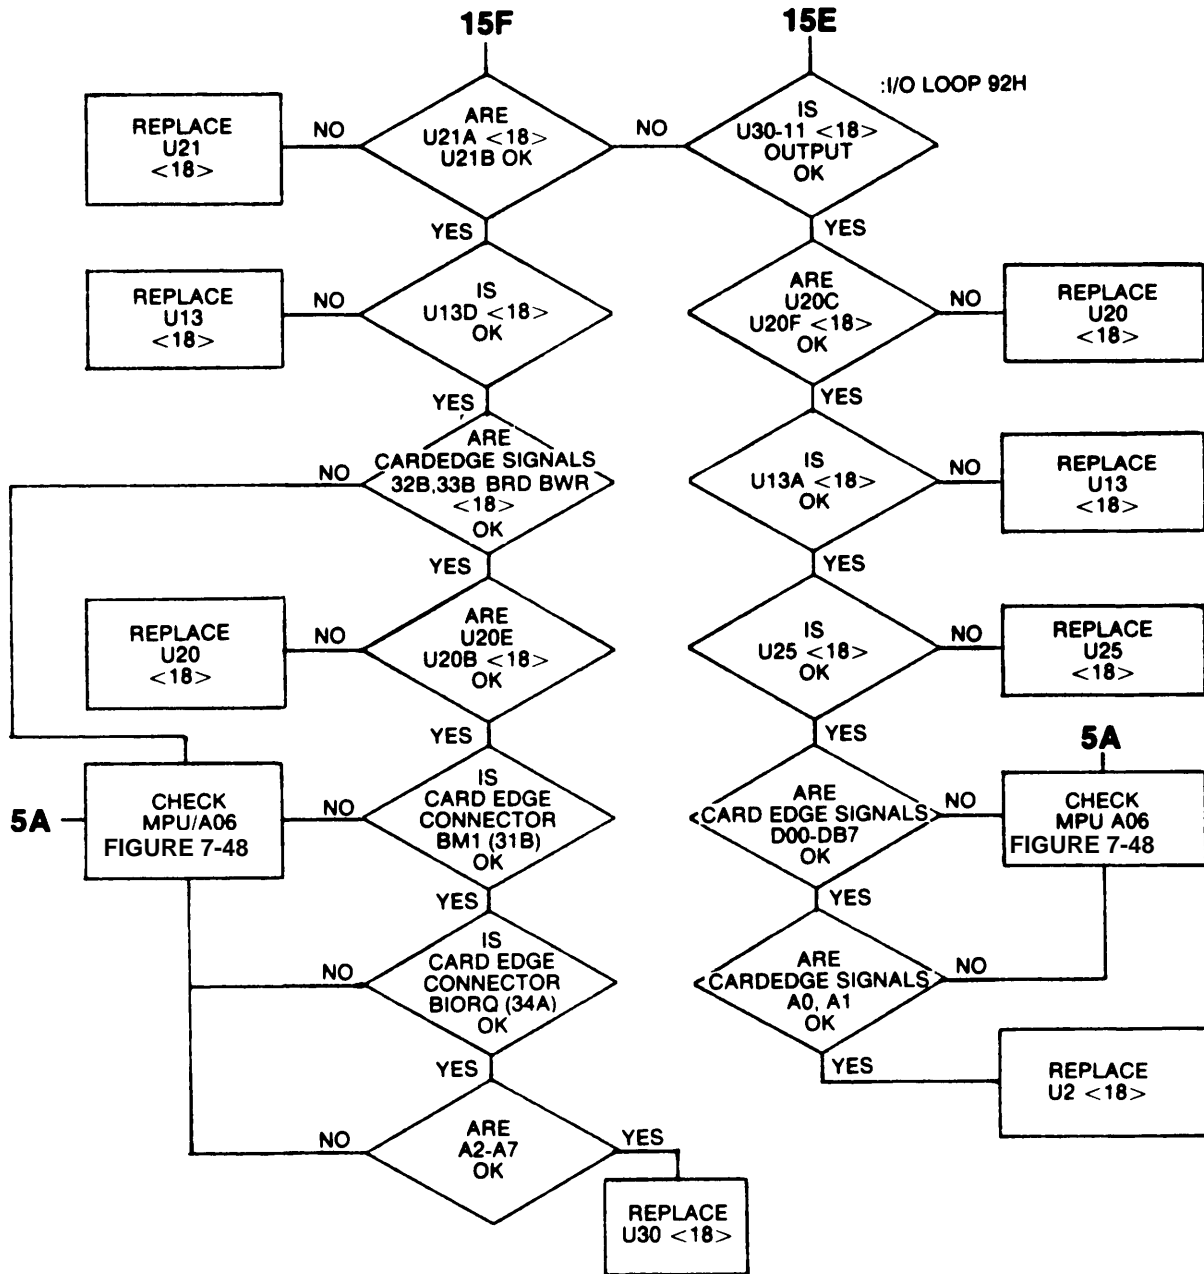 15F
15E
:I/O LOOP 92H
REPLACE
U21
<18>
NO
ARE
U21A <18>
U21B OK
NO
IS
U30-11 <18>
OUTPUT
OK
YES
YES
REPLACE
U13
<18>
NO
IS
U13D <18>
OK
ARE
U20C
U20F <18>
OK
NO
REPLACE
U20
<18>
YES
YES
NO
ARE
CARDEDGE SIGNALS
32B,33B BRD BWR
<18>
OK
IS
U13A <18>
OK
NO
REPLACE
U13
<18>
YES
YES
REPLACE
U20
<18>
NO
ARE
U20E
U20B <18>
OK
IS
U25 <18>
OK
NO
REPLACE
U25
<18>
YES
YES
5A
5A
CHECK
MPU/A06
FIGURE 7-48
NO
IS
CARD EDGE
CONNECTOR
BM1 (31B)
OK
ARE
CARD EDGE SIGNALS
D00-DB7
OK
NO
CHECK
MPU A06
FIGURE 7-48
YES
YES
NO
IS
CARD EDGE
CONNECTOR
BIORQ (34A)
OK
ARE
CARDEDGE SIGNALS
A0, A1
OK
NO
YES
YES
REPLACE
U2 <18>
NO
ARE
A2-A7
OK
YES
REPLACE
U30 <18>